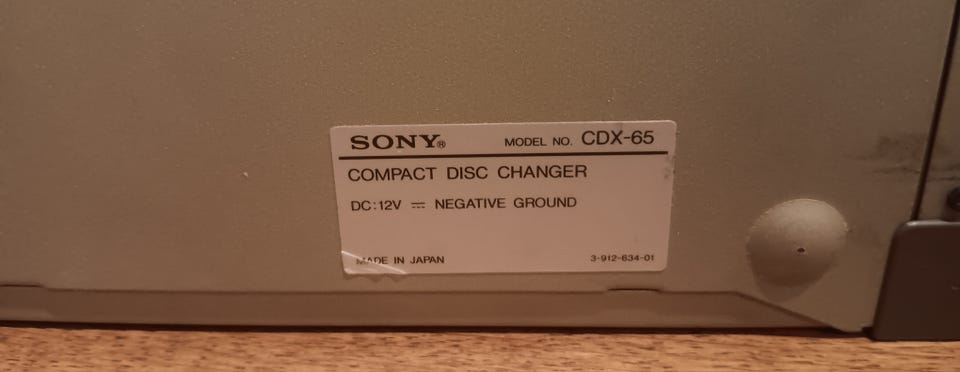 SONY® MODEL NO. CDX-65
COMPACT DISC CHANGER
DC:12V ⎓ NEGATIVE GROUND
MADE IN JAPAN 3-912-634-01